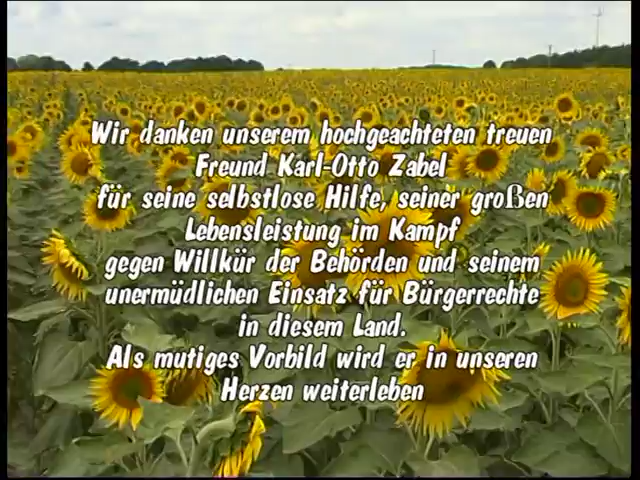 Wir danken unserem hochgeachteten treuen
Freund Karl-Otto Zabel
für seine selbstlose Hilfe, seiner großen
Lebensleistung im Kampf
gegen Willkür der Behörden und seinem
unermüdlichen Einsatz für Bürgerrechte
in diesem Land.
Als mutiges Vorbild wird er in unseren
Herzen weiterleben